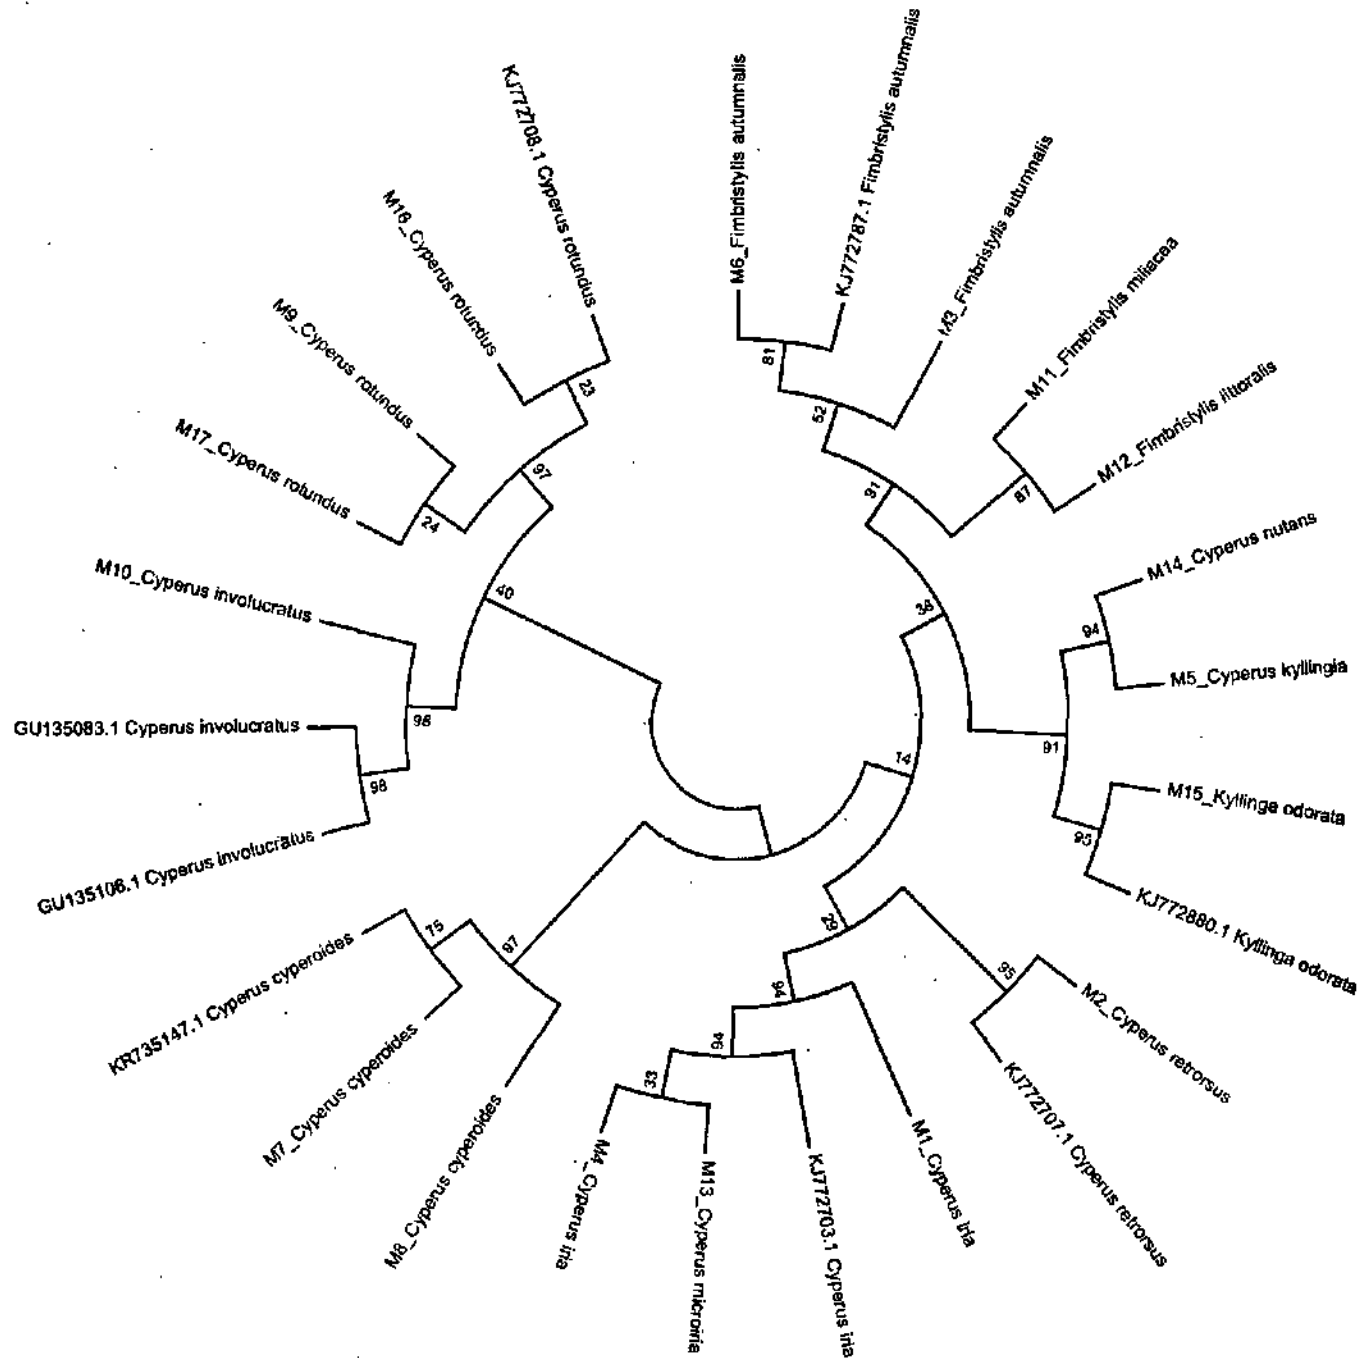 M6_Fimbristylis autumnalis
KJ772787.1 Fimbristylis autumnalis
M3_Fimbristylis autumnalis
M11_Fimbristylis miliacea
M12_Fimbristylis littoralis
M14_Cyperus nutans
M5_Cyperus kyllingia
M15_Kyllinga odorata
KJ772880.1 Kyllinga odorata
M2_Cyperus retrorsus
KJ772707.1 Cyperus retrorsus
M1_Cyperus iria
KJ772703.1 Cyperus iria
M13_Cyperus microiria
M4_Cyperus iria
M8_Cyperus cyperoides
M7_Cyperus cyperoides
KR735147.1 Cyperus cyperoides
GU135106.1 Cyperus involucratus
GU135083.1 Cyperus involucratus
M10_Cyperus involucratus
M17_Cyperus rotundus
M9_Cyperus rotundus
M16_Cyperus rotundus
KJ772708.1 Cyperus rotundus
81
52
91
87
36
94
91
95
14
29
95
94
94
33
97
75
98
96
40
97
24
23